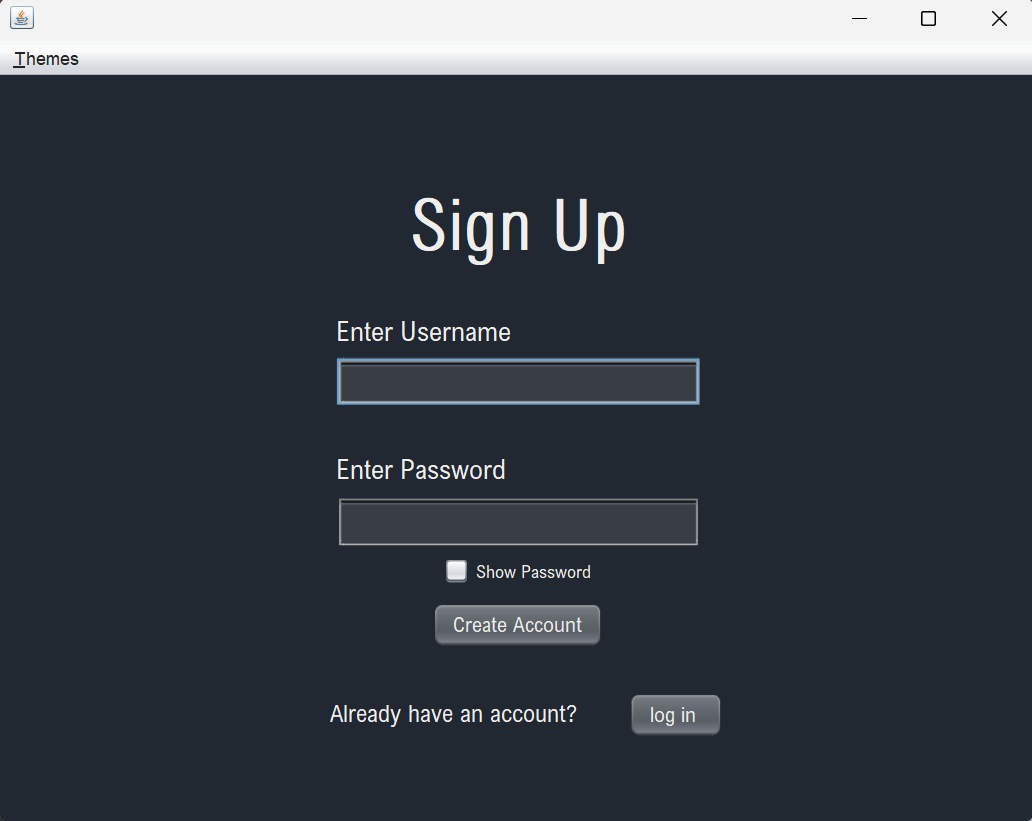 Themes
Sign Up
Enter Username
Enter Password
Show Password
Create Account
Already have an account? log in